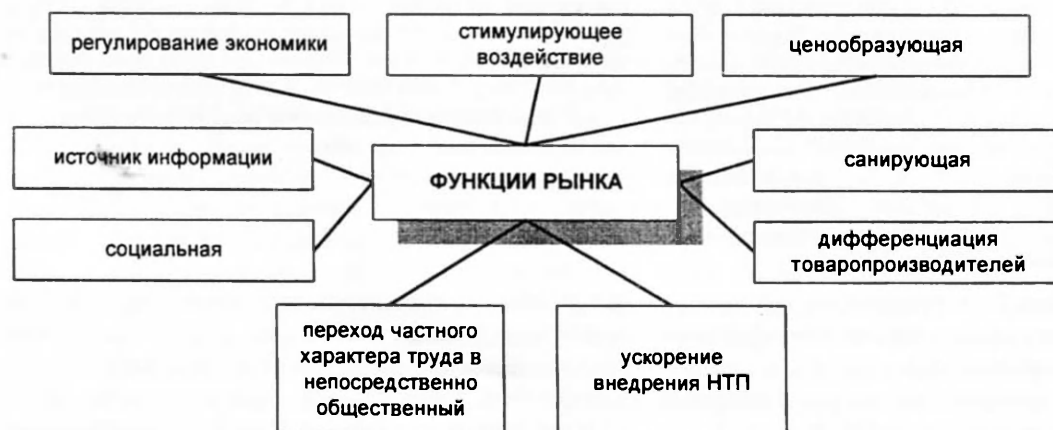 регулирование экономики
стимулирующее
воздействие
ценообразующая
источник информации
ФУНКЦИИ РЫНКА
санирующая
социальная
дифференциация
товаропроизводителей
переход частного
характера труда в
непосредственно
общественный
ускорение
внедрения НТП